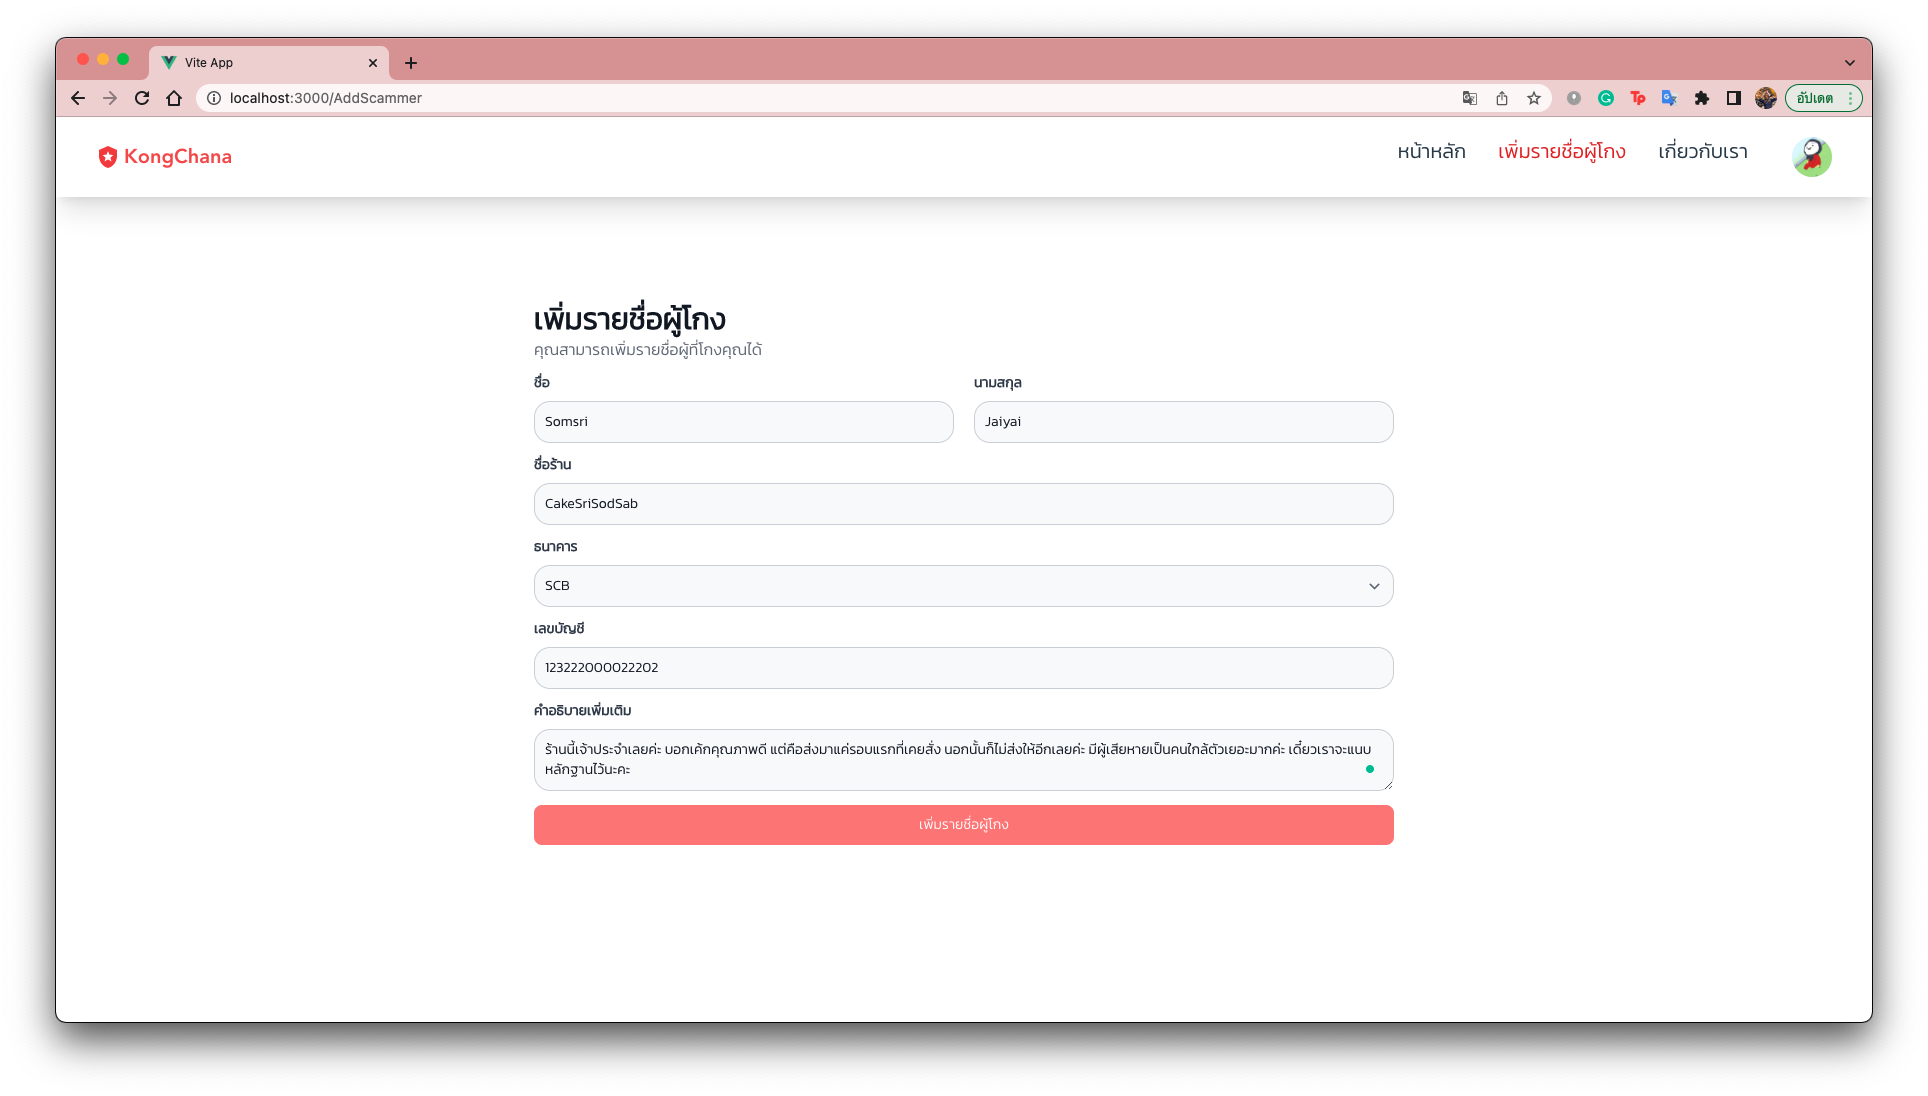 Vite App
localhost:3000/AddScammer
อัปเดต
KongChana
หน้าหลัก
เพิ่มรายชื่อผู้โกง
เกี่ยวกับเรา
เพิ่มรายชื่อผู้โกง
คุณสามารถเพิ่มรายชื่อผู้ที่โกงคุณได้
ชื่อ
นามสกุล
Somsri
Jaiyai
ชื่อร้าน
CakeSriSodSab
ธนาคาร
SCB
เลขบัญชี
123222000022202
คำอธิบายเพิ่มเติม
ร้านนี้เจ้าประจำเลยค่ะ บอกเค้กคุณภาพดี แต่คือส่งมาแค่รอบแรกที่เคยสั่ง นอกนั้นก็ไม่ส่งให้อีกเลยค่ะ มีผู้เสียหายเป็นคนใกล้ตัวเยอะมากค่ะ เดี๋ยวเราจะแนบ
หลักฐานไว้นะคะ
เพิ่มรายชื่อผู้โกง